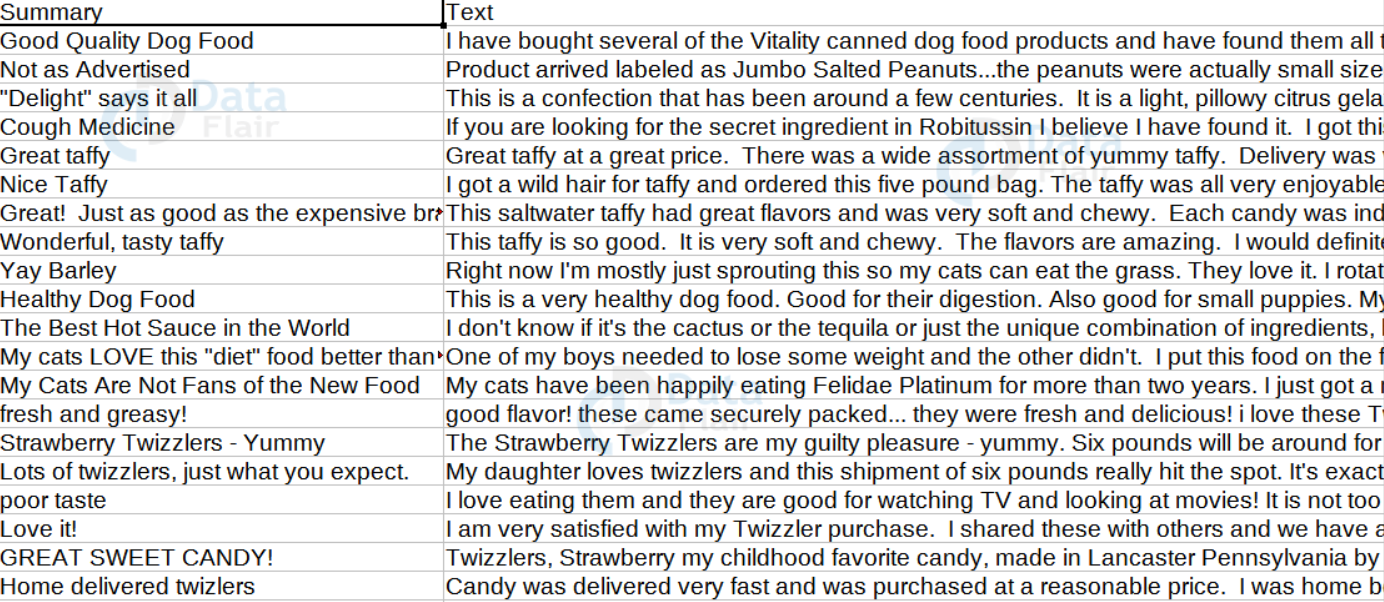 Summary Text
Good Quality Dog Food I have bought several of the Vitality canned dog food products and have found them all
Not as Advertised Product arrived labeled as Jumbo Salted Peanuts...the peanuts were actually small size
"Delight" says it all This is a confection that has been around a few centuries.  It is a light, pillowy citrus gela
Cough Medicine If you are looking for the secret ingredient in Robitussin I believe I have found it.  I got thi
Great taffy Great taffy at a great price.  There was a wide assortment of yummy taffy.  Delivery was
Nice Taffy I got a wild hair for taffy and ordered this five pound bag. The taffy was all very enjoyable
Great!  Just as good as the expensive bra This saltwater taffy had great flavors and was very soft and chewy.  Each candy was ind
Wonderful, tasty taffy This taffy is so good.  It is very soft and chewy.  The flavors are amazing.  I would definite
Yay Barley Right now I'm mostly just sprouting this so my cats can eat the grass. They love it. I rotat
Healthy Dog Food This is a very healthy dog food. Good for their digestion. Also good for small puppies. My
The Best Hot Sauce in the World I don't know if it's the cactus or the tequila or just the unique combination of ingredients,
My cats LOVE this "diet" food better than One of my boys needed to lose some weight and the other didn't.  I put this food on the f
My Cats Are Not Fans of the New Food My cats have been happily eating Felidae Platinum for more than two years. I just got a
fresh and greasy! good flavor! these came securely packed... they were fresh and delicious! i love these Tw
Strawberry Twizzlers - Yummy The Strawberry Twizzlers are my guilty pleasure - yummy. Six pounds will be around for
Lots of twizzlers, just what you expect. My daughter loves twizzlers and this shipment of six pounds really hit the spot. It's exact
poor taste I love eating them and they are good for watching TV and looking at movies! It is not too
Love it! I am very satisfied with my Twizzler purchase.  I shared these with others and we have a
GREAT SWEET CANDY! Twizzlers, Strawberry my childhood favorite candy, made in Lancaster Pennsylvania by
Home delivered twizlers Candy was delivered very fast and was purchased at a reasonable price.  I was home b
Data
Flair
Data
Flair
Data
Flair